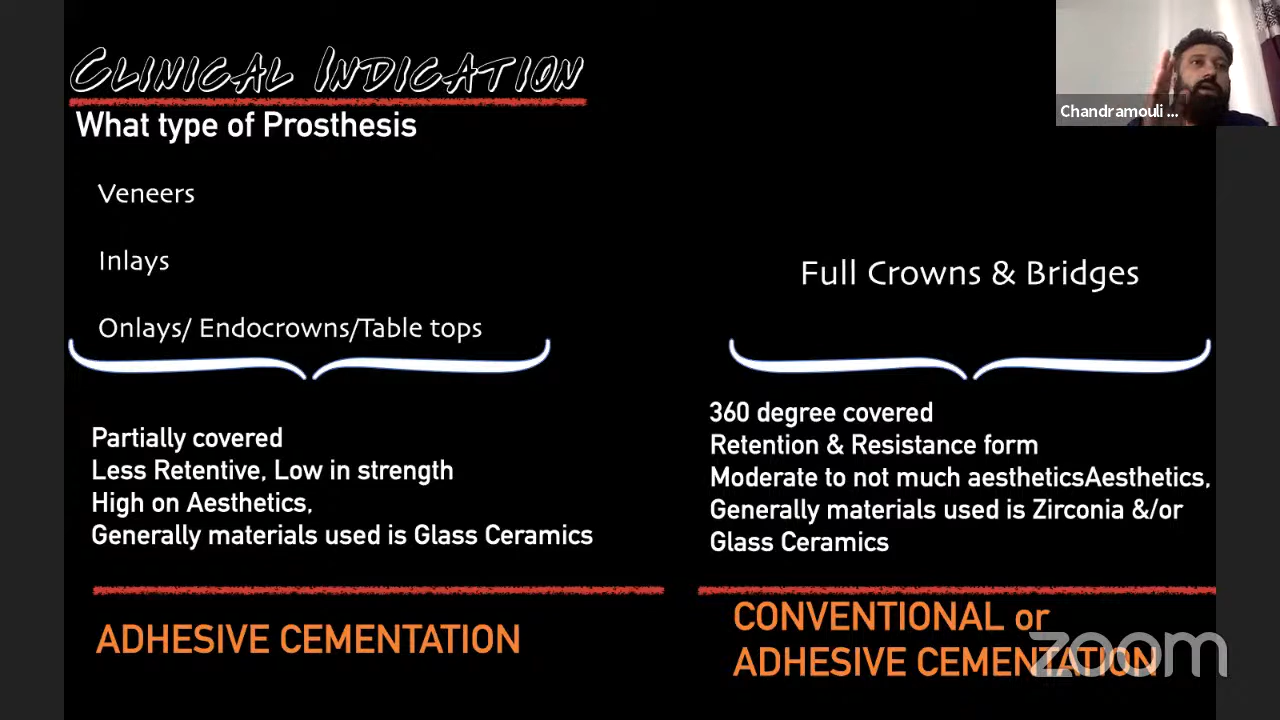 CLINICAL INDICATION
What type of Prosthesis
Veneers
Inlays
Onlays/ Endocrowns/Table tops
Partially covered
Less Retentive, Low in strength
High on Aesthetics,
Generally materials used is Glass Ceramics
ADHESIVE CEMENTATION
Full Crowns & Bridges
360 degree covered
Retention & Resistance form
Moderate to not much aestheticsAesthetics,
Generally materials used is Zirconia &/or
Glass Ceramics
CONVENTIONAL or
ADHESIVE CEMENTATION
Chandramouli ...
zoom